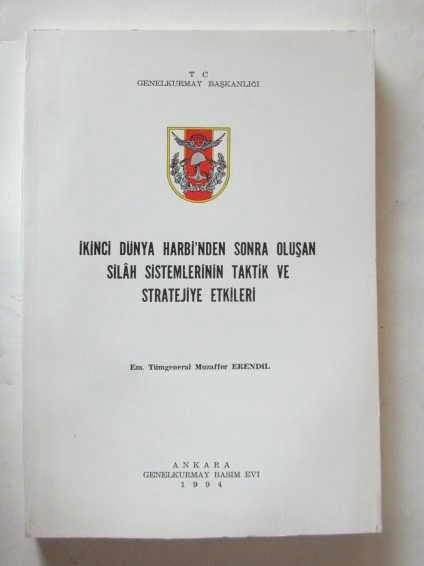 T C
GENELKURMAY BAŞKANLIĞI
İKİNCİ DÜNYA HARBİ'NDEN SONRA OLUŞAN
SİLÂH SİSTEMLERİNİN TAKTİK VE
STRATEJİYE ETKİLERİ
Em. Tümgeneral Muzaffer ERENDİL
ANKARA
GENELKURMAY BASIM EVİ
1994